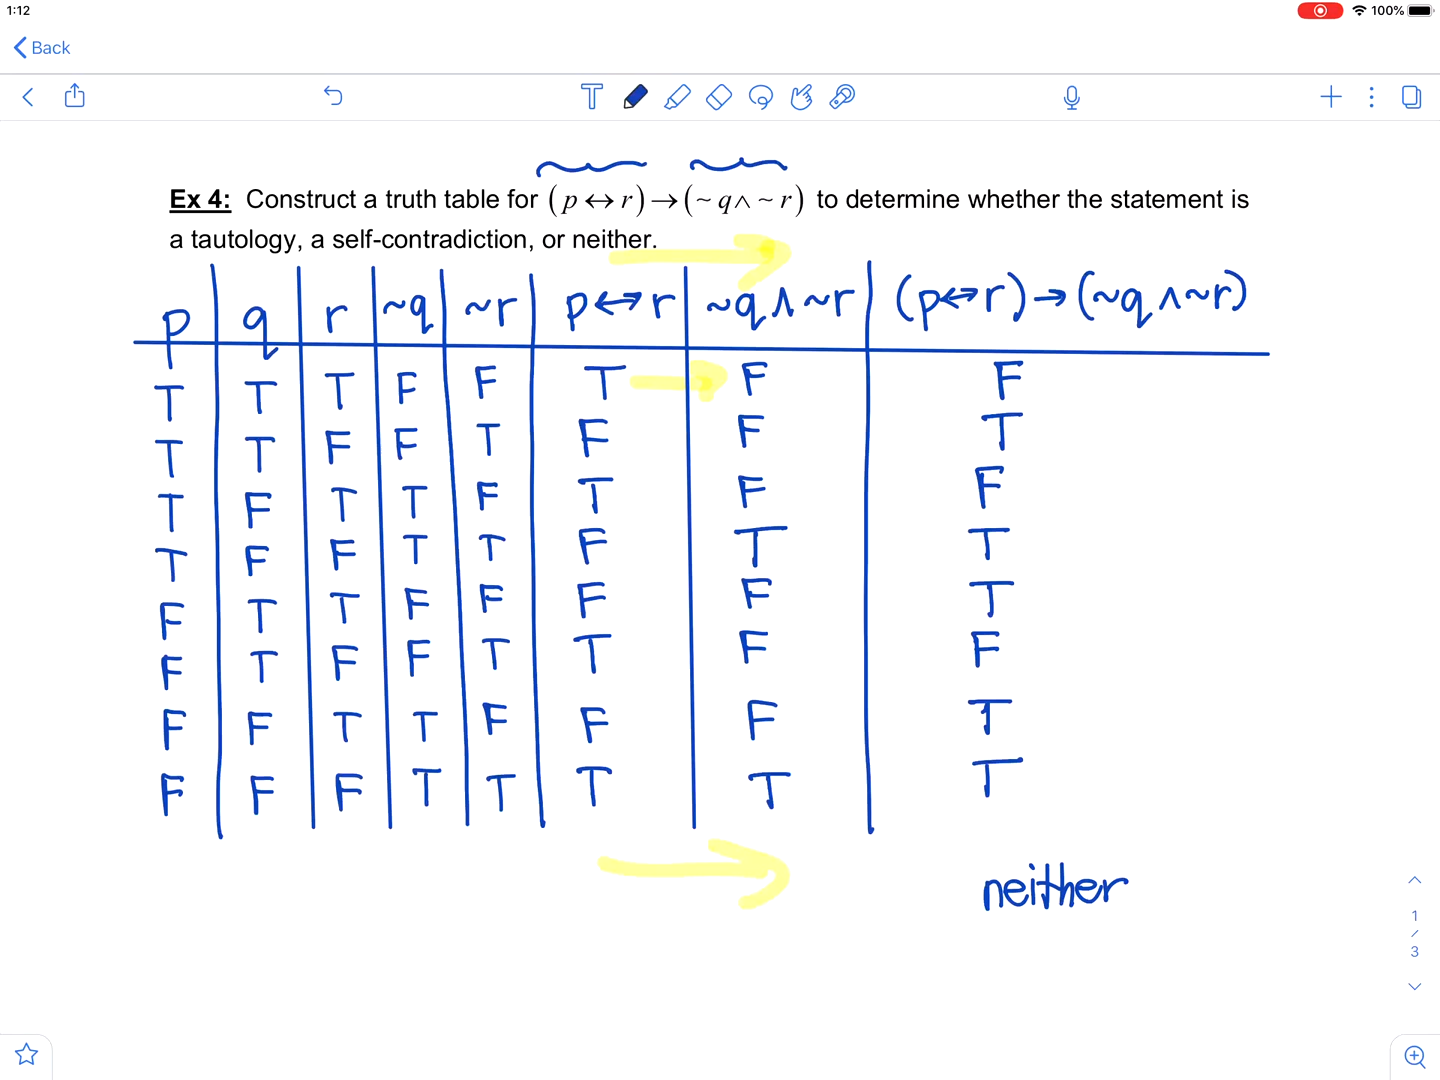 1:12
100%
Back
Ex 4: Construct a truth table for (p ↔ r) → (~ q ∧ ~ r) to determine whether the statement is
a tautology, a self-contradiction, or neither.
p q r ~q ~r p↔r ~q ∧ ~r (p↔r) → (~q ∧ ~r)
T T T F F T F F
T T F F T F F T
T F T T F T F F
T F F T T F T T
F T T F F F F T
F T F F T T F F
F F T T F F F T
F F F T T T T T
neither
1
/
3